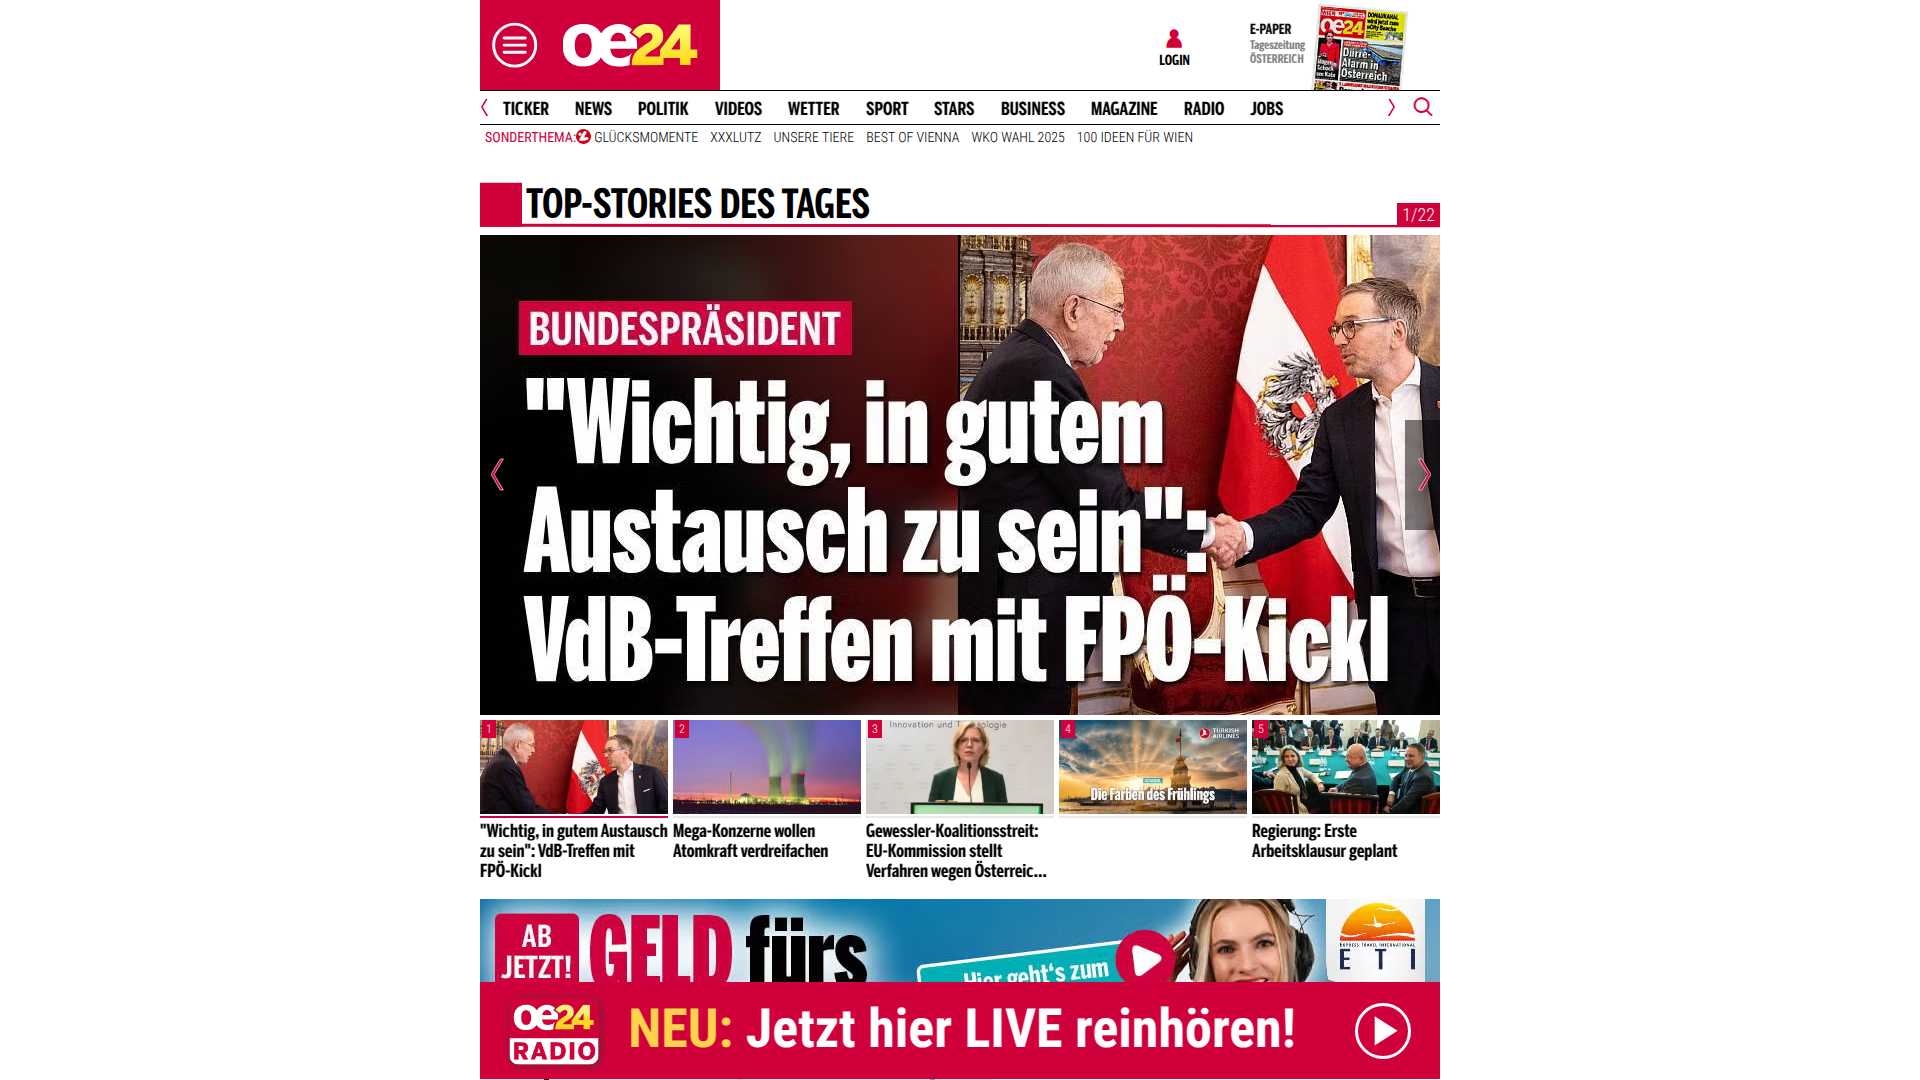 oe24
LOGIN
E-PAPER
Tageszeitung
ÖSTERREICH
oe24
Dürre-
Alarm in
Österreich
TICKER NEWS POLITIK VIDEOS WETTER SPORT STARS BUSINESS MAGAZINE RADIO JOBS
SONDERTHEMA: GLÜCKSMOMENTE XXXLUTZ UNSERE TIERE BEST OF VIENNA WKO WAHL 2025 100 IDEEN FÜR WIEN
TOP-STORIES DES TAGES
1/22
BUNDESPRÄSIDENT
"Wichtig, in gutem
Austausch zu sein":
VdB-Treffen mit FPÖ-Kickl
1
2
3
Innovation und
4
TURKISH
AIRLINES
Die Farben des Frühlings
5
"Wichtig, in gutem Austausch
zu sein": VdB-Treffen mit
FPÖ-Kickl
Mega-Konzerne wollen
Atomkraft verdreifachen
Gewessler-Koalitionsstreit:
EU-Kommission stellt
Verfahren wegen Österreic...
Regierung: Erste
Arbeitsklausur geplant
AB
JETZT!
GELD fürs
Hier geht's zum
EXPRESS TRAVEL INTERNATIONAL
ETI
oe24
RADIO
NEU: Jetzt hier LIVE reinhören!